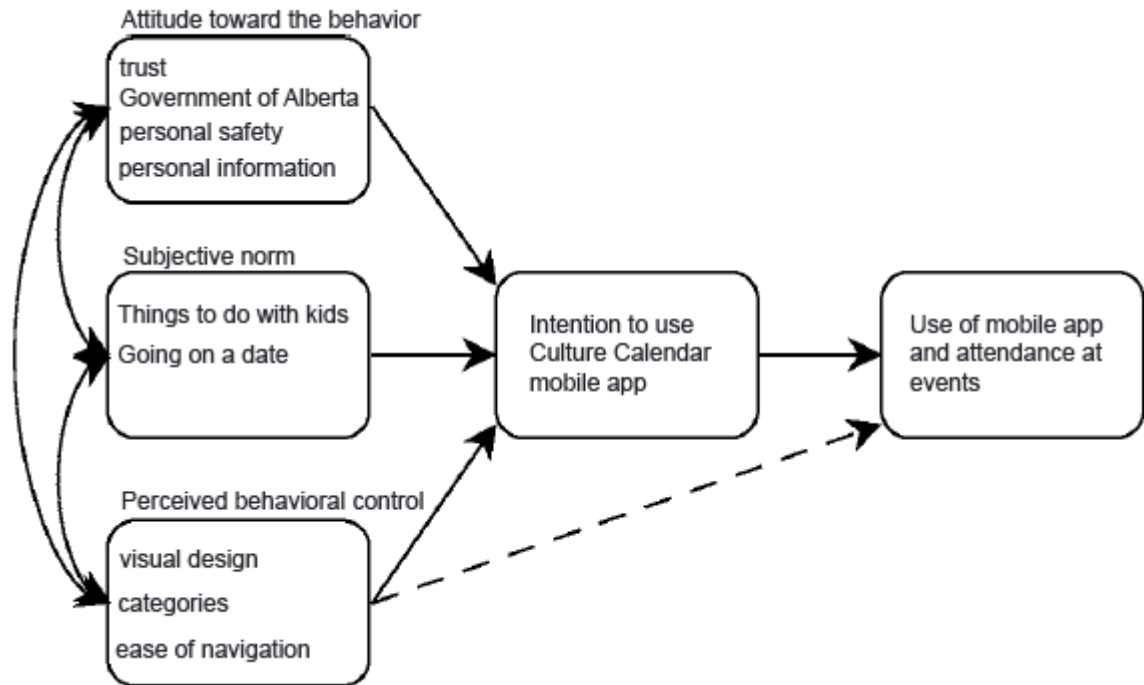 Attitude toward the behavior
trust
Government of Alberta
personal safety
personal information
Subjective norm
Things to do with kids
Going on a date
Perceived behavioral control
visual design
categories
ease of navigation
Intention to use
Culture Calendar
mobile app
Use of mobile app
and attendance at
events